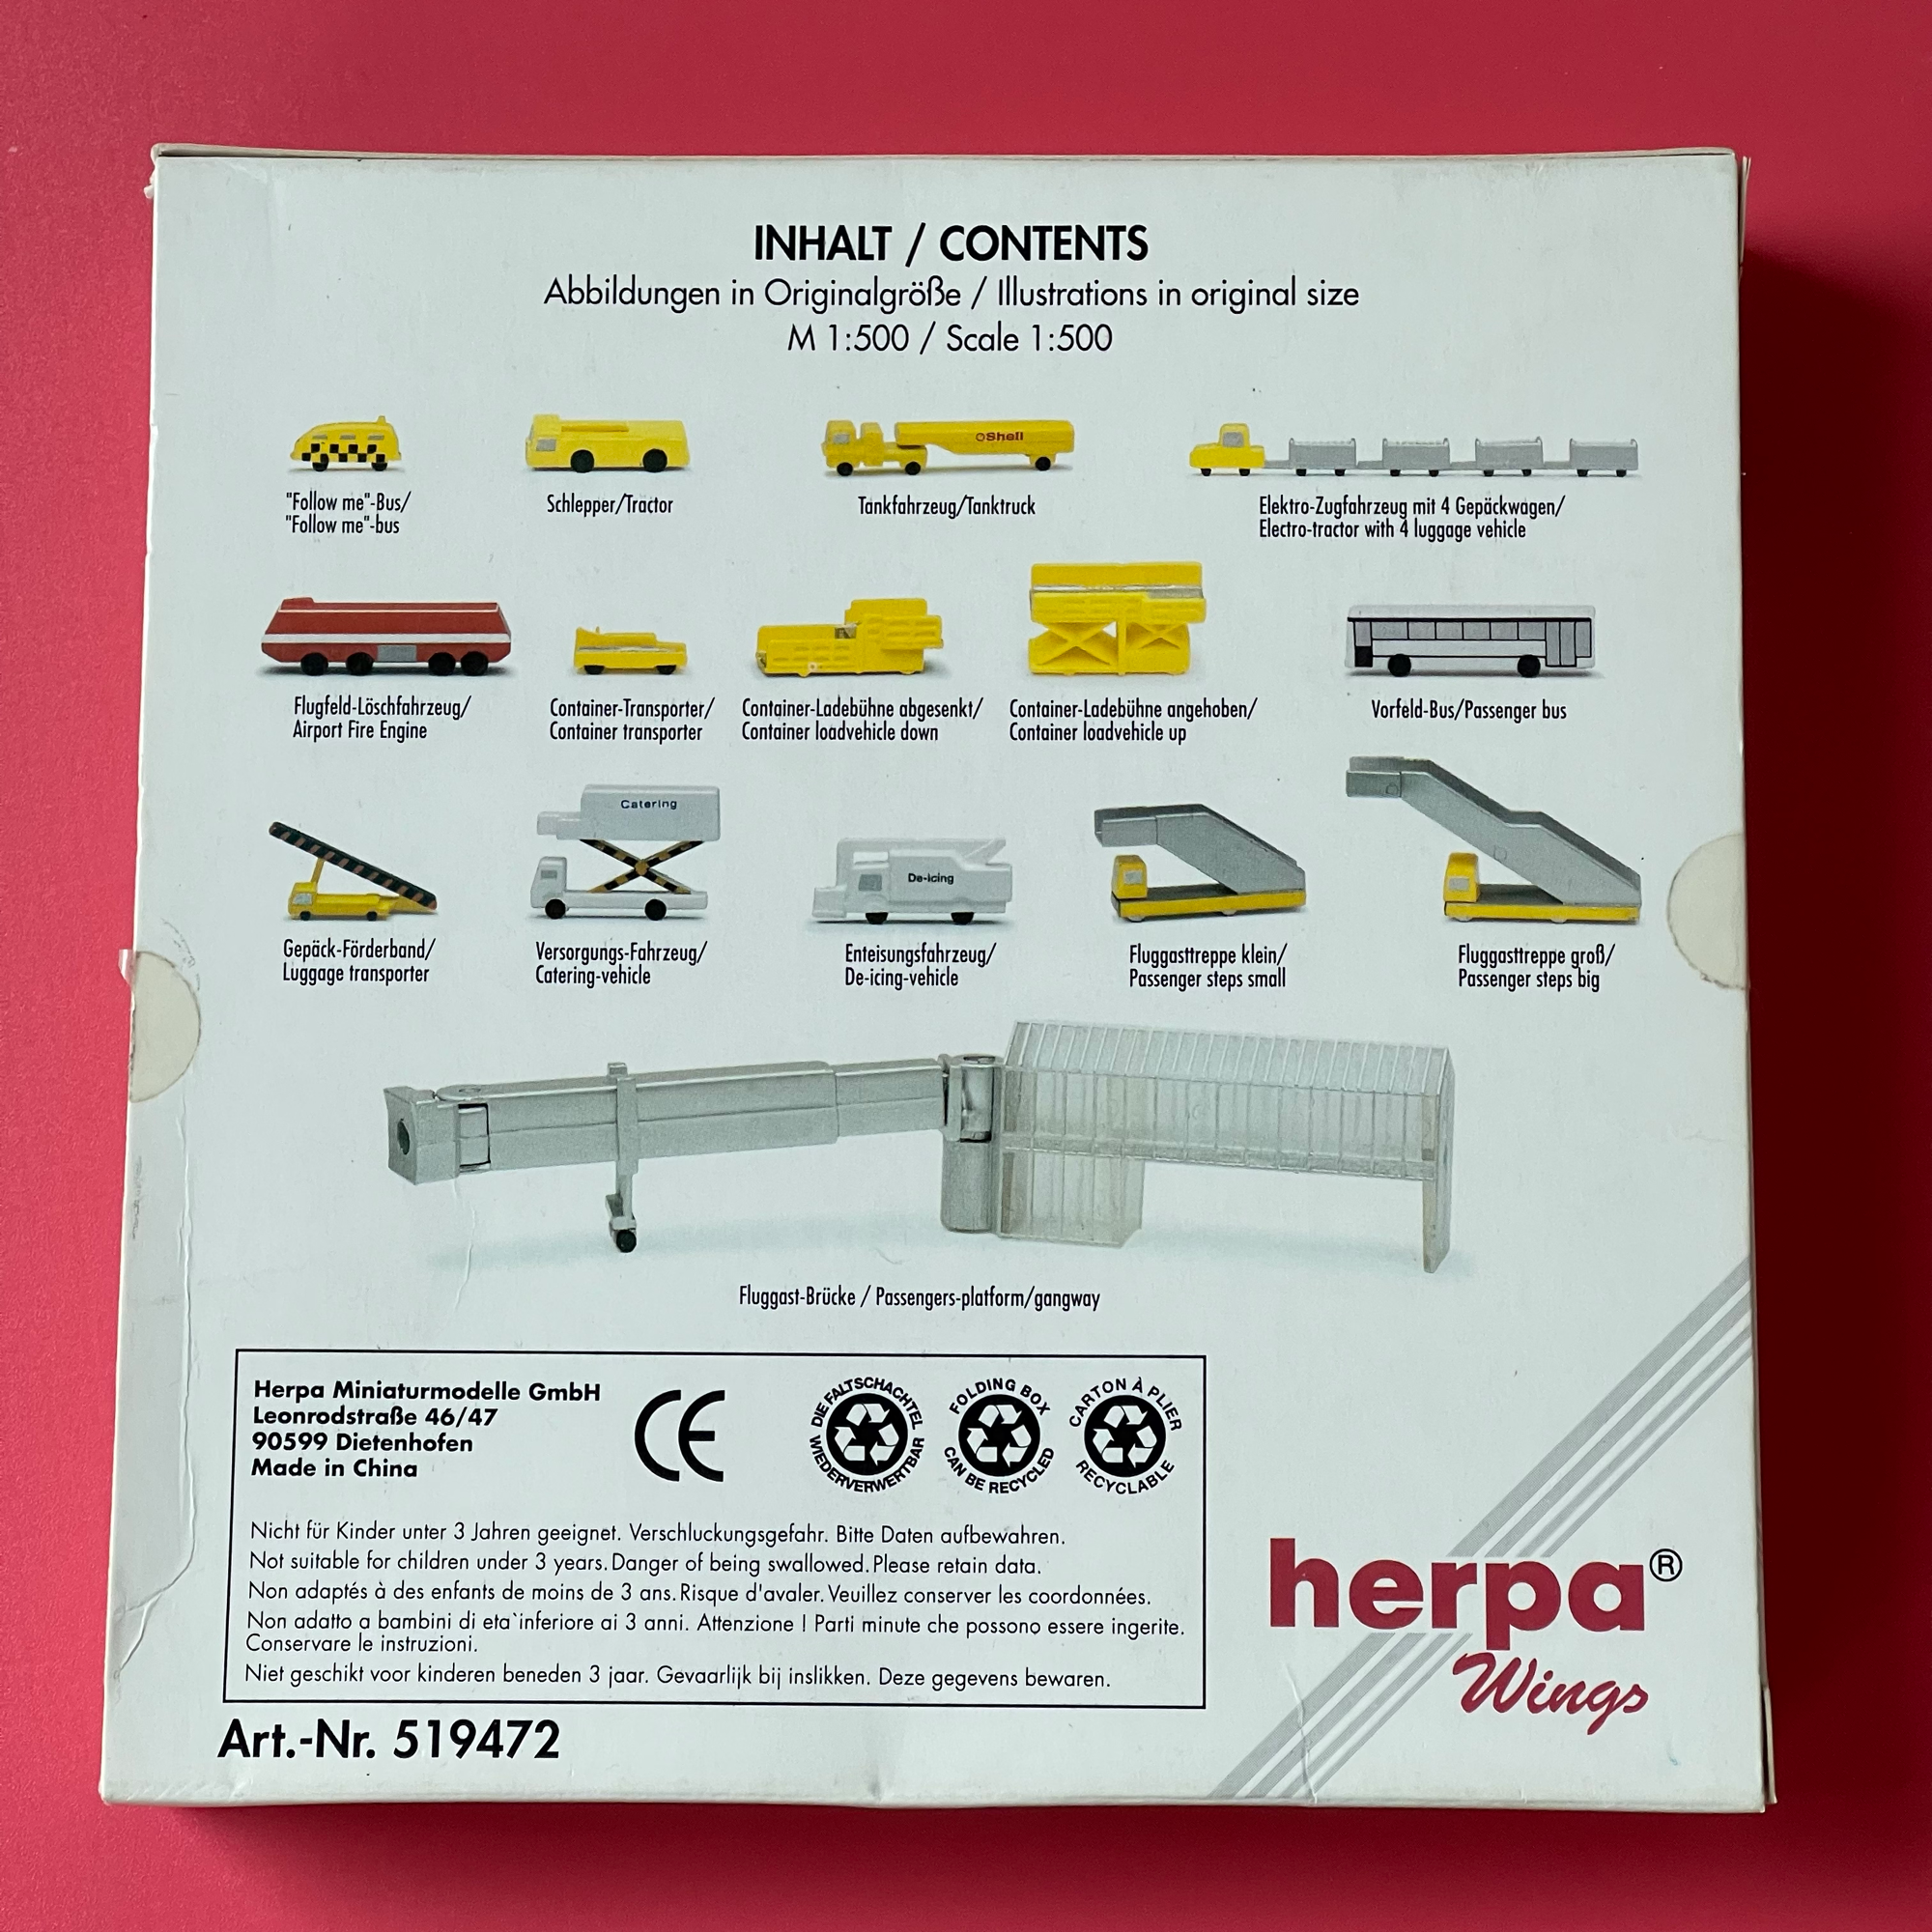 INHALT / CONTENTS
Abbildungen in Originalgröße / Illustrations in original size
M 1:500 / Scale 1:500
Shell
"Follow me"-Bus/
"Follow me"-bus
Schlepper/Tractor
Tankfahrzeug/Tanktruck
Elektro-Zugfahrzeug mit 4 Gepäckwagen/
Electro-tractor with 4 luggage vehicle
Flugfeld-Löschfahrzeug/
Airport Fire Engine
Container-Transporter/
Container transporter
Container-Ladebühne abgesenkt/
Container loadvehicle down
Container-Ladebühne angehoben/
Container loadvehicle up
Vorfeld-Bus/Passenger bus
Catering
De-icing
Gepäck-Förderband/
Luggage transporter
Versorgungs-Fahrzeug/
Catering-vehicle
Enteisungsfahrzeug/
De-icing-vehicle
Fluggasttreppe klein/
Passenger steps small
Fluggasttreppe groß/
Passenger steps big
Fluggast-Brücke / Passengers-platform/gangway
Herpa Miniaturmodelle GmbH
Leonrodstraße 46/47
90599 Dietenhofen
Made in China
CE
DIE FALTSCHACHTEL WIEDERVERWERTBAR
FOLDING BOX CAN BE RECYCLED
CARTON À PLIER RECYCLABLE
Nicht für Kinder unter 3 Jahren geeignet. Verschluckungsgefahr. Bitte Daten aufbewahren.
Not suitable for children under 3 years. Danger of being swallowed. Please retain data.
Non adaptés à des enfants de moins de 3 ans. Risque d'avaler. Veuillez conserver les coordonnées.
Non adatto a bambini di eta`inferiore ai 3 anni. Attenzione ! Parti minute che possono essere ingerite.
Conservare le instruzioni.
Niet geschikt voor kinderen beneden 3 jaar. Gevaarlijk bij inslikken. Deze gegevens bewaren.
herpa®
Wings
Art.-Nr. 519472